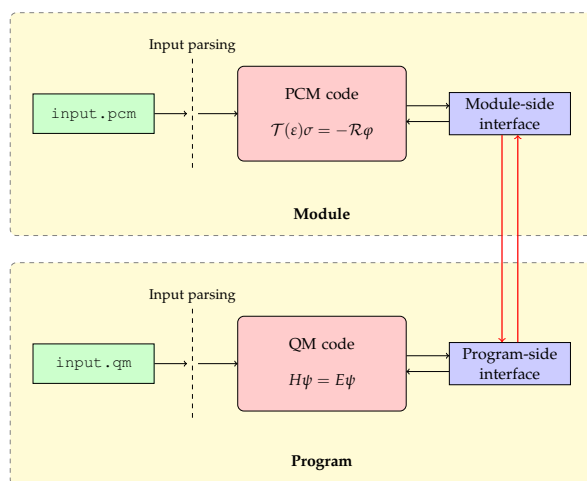 Input parsing
input.pcm
PCM code
𝒯(ε)σ = −ℛφ
Module-side
interface
Module
Input parsing
input.qm
QM code
Hψ = Eψ
Program-side
interface
Program